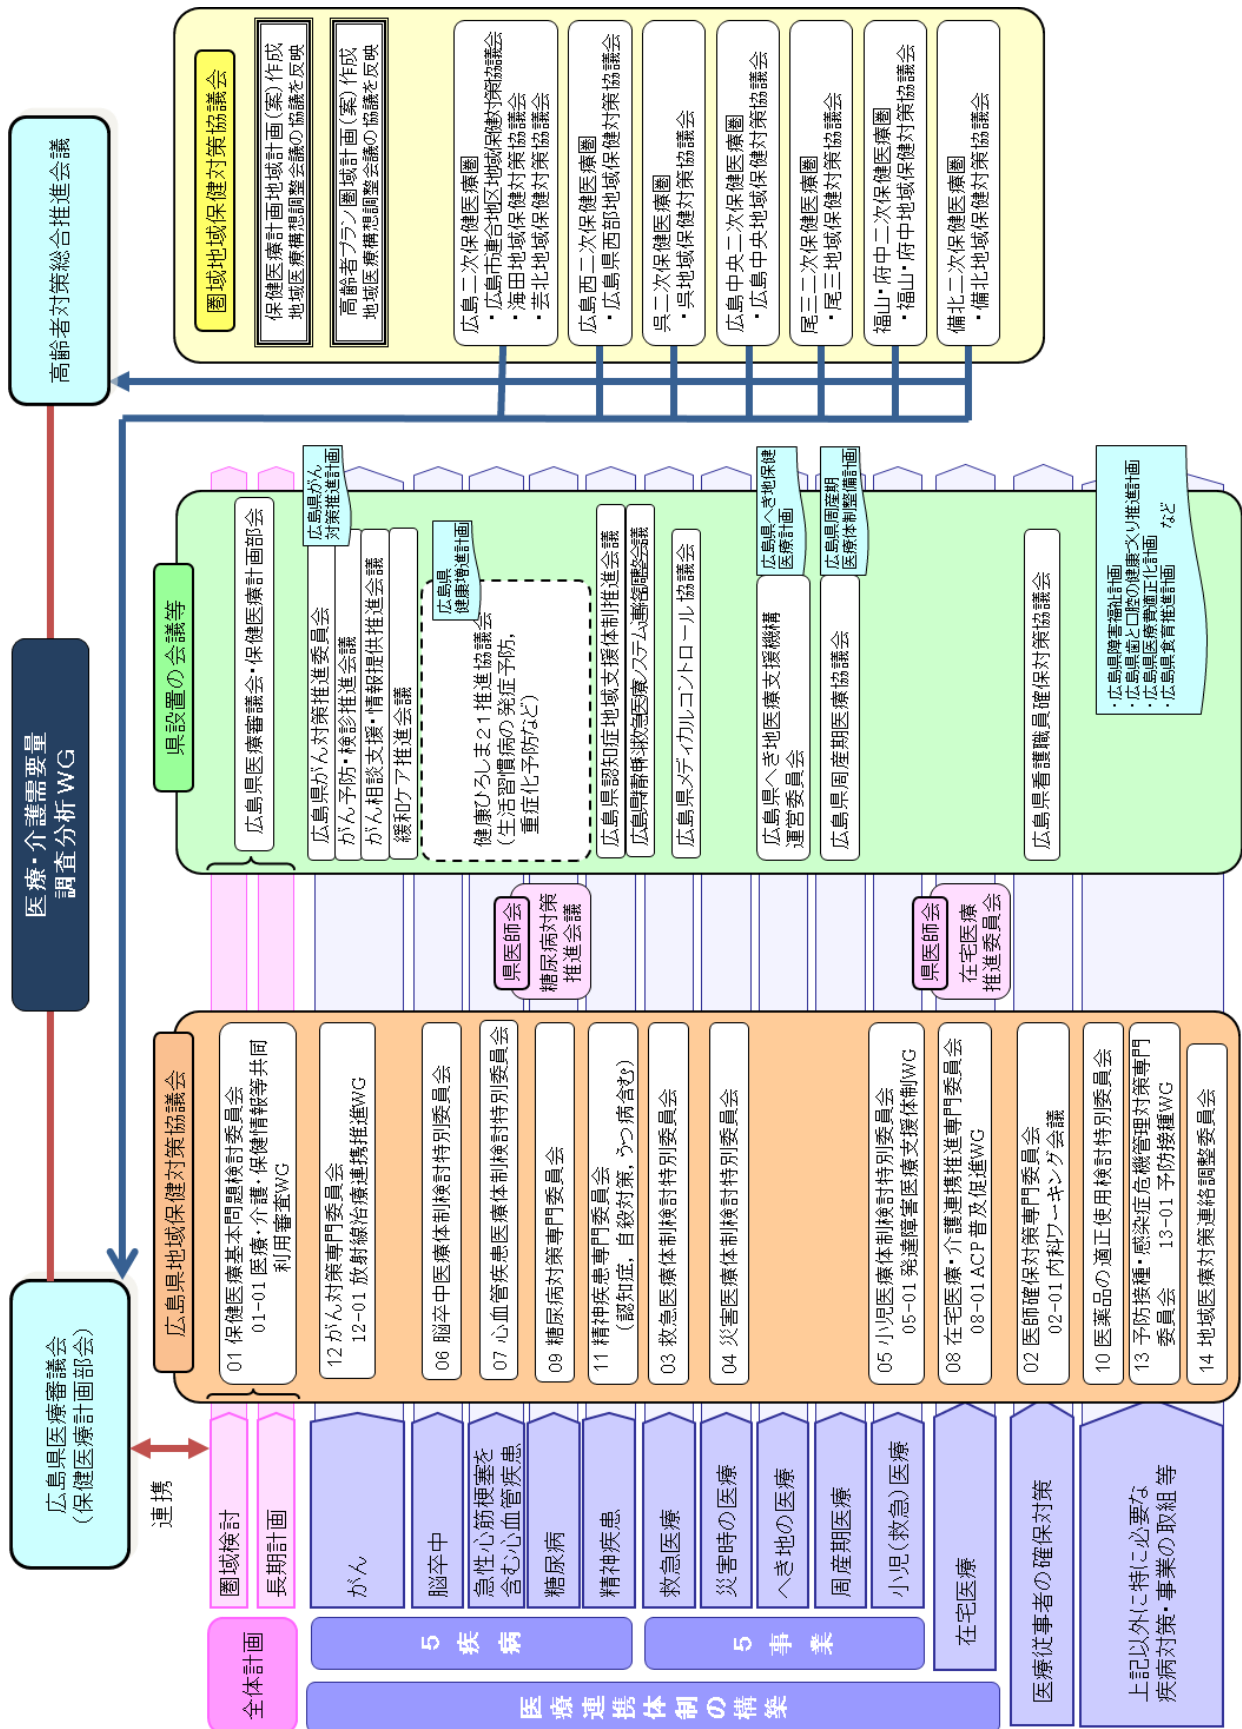 広島県医療審議会
(保健医療計画部会)
医療・介護需要量
調査分析WG
高齢者対策総合推進会議
連携
全体計画
圏域検討
長期計画
医療連携体制の構築
5疾病
がん
脳卒中
急性心筋梗塞を
含む心血管疾患
糖尿病
精神疾患
5事業
救急医療
災害時の医療
へき地の医療
周産期医療
小児(救急)医療
在宅医療
医療従事者の確保対策
上記以外に特に必要な
疾病対策・事業の取組 等
広島県地域保健対策協議会
01 保健医療基本問題検討委員会
01-01 医療・介護・保健情報等共同
利用審査WG
12 がん対策専門委員会
12-01 放射線治療連携推進WG
06 脳卒中医療体制検討特別委員会
07 心血管疾患医療体制検討特別委員会
09 糖尿病対策専門委員会
11 精神疾患専門委員会
(認知症，自殺対策，うつ病含む)
03 救急医療体制検討特別委員会
04 災害医療体制検討特別委員会
05 小児医療体制検討特別委員会
05-01 発達障害医療支援体制WG
08 在宅医療・介護連携推進専門委員会
08-01 ACP普及促進WG
02 医師確保対策専門委員会
02-01 内科ワーキング会議
10 医薬品の適正使用検討特別委員会
13 予防接種・感染症危機管理対策専門
委員会 13-01 予防接種WG
14 地域医療対策連絡調整委員会
県医師会
糖尿病対策
推進会議
県医師会
在宅医療
推進委員会
県設置の会議等
広島県医療審議会・保健医療計画部会
広島県がん対策推進委員会
がん予防・検診推進会議
がん相談支援・情報提供推進会議
緩和ケア推進会議
広島県がん
対策推進計画
健康ひろしま21推進協議会
(生活習慣病の発症予防，
重症化予防など)
広島県
健康増進計画
広島県認知症地域支援体制推進会議
広島県精神科救急医療システム連絡調整会議
広島県メディカルコントロール協議会
広島県へき地医療支援機構
運営委員会
広島県へき地保健
医療計画
広島県周産期医療協議会
広島県周産期
医療体制整備計画
広島県看護職員確保対策協議会
・広島県障害福祉計画
・広島県歯と口腔の健康づくり推進計画
・広島県医療費適正化計画
・広島県食育推進計画 など
圏域地域保健対策協議会
保健医療計画地域計画(案)作成
地域医療構想調整会議の協議を反映
高齢者プラン圏域計画(案)作成
地域医療構想調整会議の協議を反映
広島二次保健医療圏
・広島市連合地区地域保健対策協議会
・海田地域保健対策協議会
・芸北地域保健対策協議会
広島西二次保健医療圏
・広島県西部地域保健対策協議会
呉二次保健医療圏
・呉地域保健対策協議会
広島中央二次保健医療圏
・広島中央地域保健対策協議会
尾三二次保健医療圏
・尾三地域保健対策協議会
福山・府中二次保健医療圏
・福山・府中地域保健対策協議会
備北二次保健医療圏
・備北地域保健対策協議会